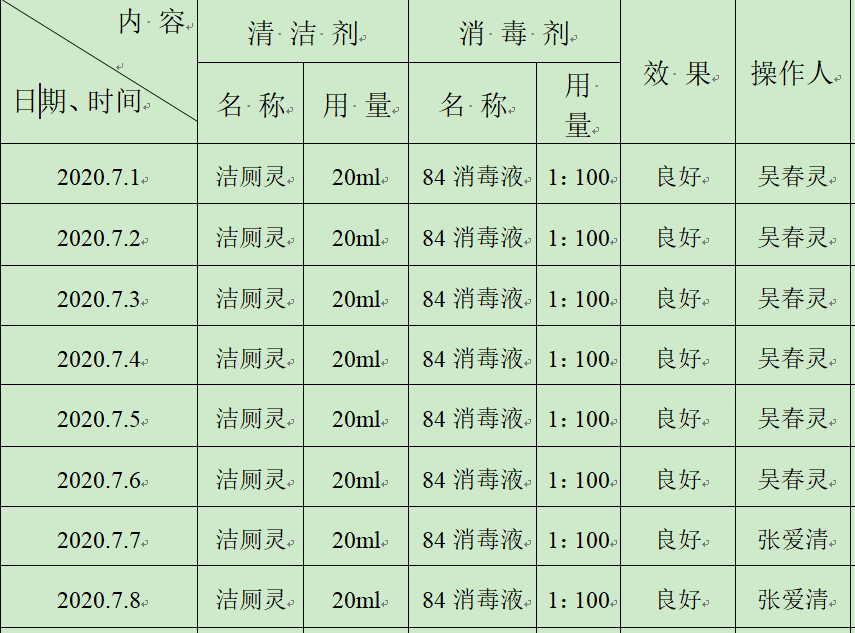 内 容 清 洁 剂 消 毒 剂 效 果 操作人
日期、时间 名 称 用 量 名 称 用 量
2020.7.1 洁厕灵 20ml 84 消毒液 1：100 良好 吴春灵
2020.7.2 洁厕灵 20ml 84 消毒液 1：100 良好 吴春灵
2020.7.3 洁厕灵 20ml 84 消毒液 1：100 良好 吴春灵
2020.7.4 洁厕灵 20ml 84 消毒液 1：100 良好 吴春灵
2020.7.5 洁厕灵 20ml 84 消毒液 1：100 良好 吴春灵
2020.7.6 洁厕灵 20ml 84 消毒液 1：100 良好 吴春灵
2020.7.7 洁厕灵 20ml 84 消毒液 1：100 良好 张爱清
2020.7.8 洁厕灵 20ml 84 消毒液 1：100 良好 张爱清